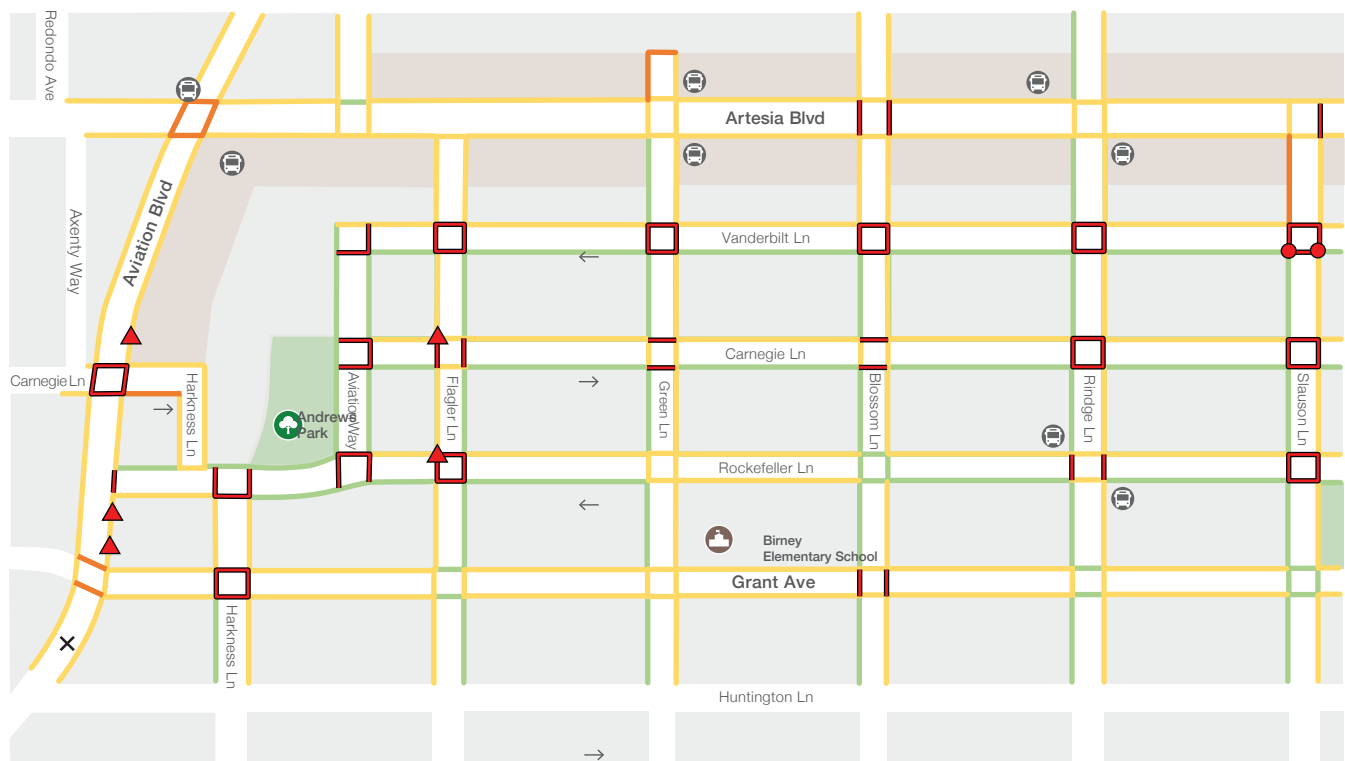 Redondo Ave
Artesia Blvd
Aviation Blvd
Axenty Way
Vanderbilt Ln
←
Carnegie Ln
Carnegie Ln
→
→
Harkness Ln
Aviation Way
Flagler Ln
Green Ln
Blossom Ln
Rindge Ln
Slauson Ln
Andrews
Park
Rockefeller Ln
←
Birney
Elementary School
Grant Ave
Harkness Ln
Huntington Ln
→